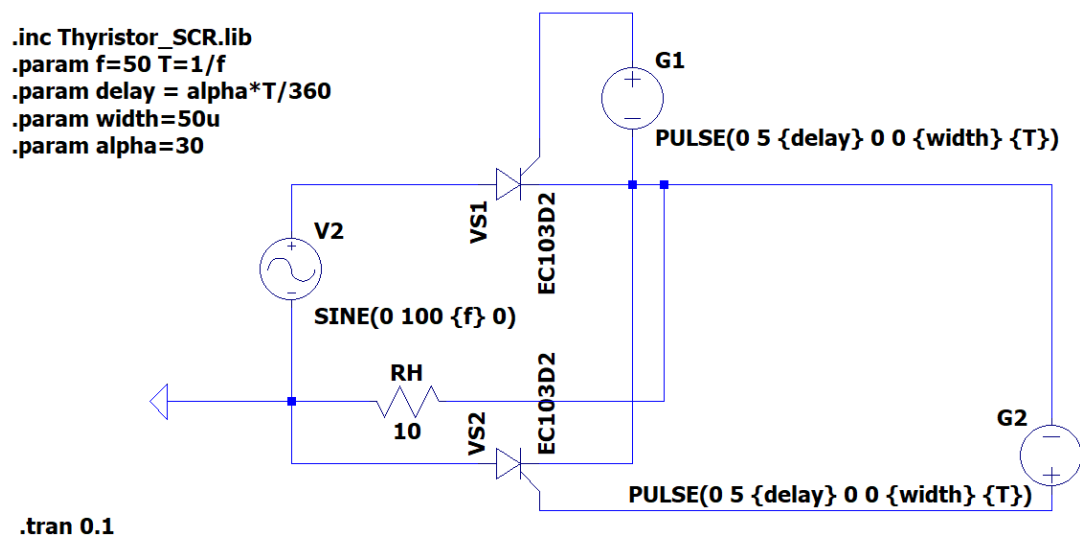 .inc Thyristor_SCR.lib
.param f=50 T=1/f
.param delay = alpha*T/360
.param width=50u
.param alpha=30
G1
PULSE(0 5 {delay} 0 0 {width} {T})
VS1
EC103D2
V2
SINE(0 100 {f} 0)
RH
10
VS2
EC103D2
G2
PULSE(0 5 {delay} 0 0 {width} {T})
.tran 0.1